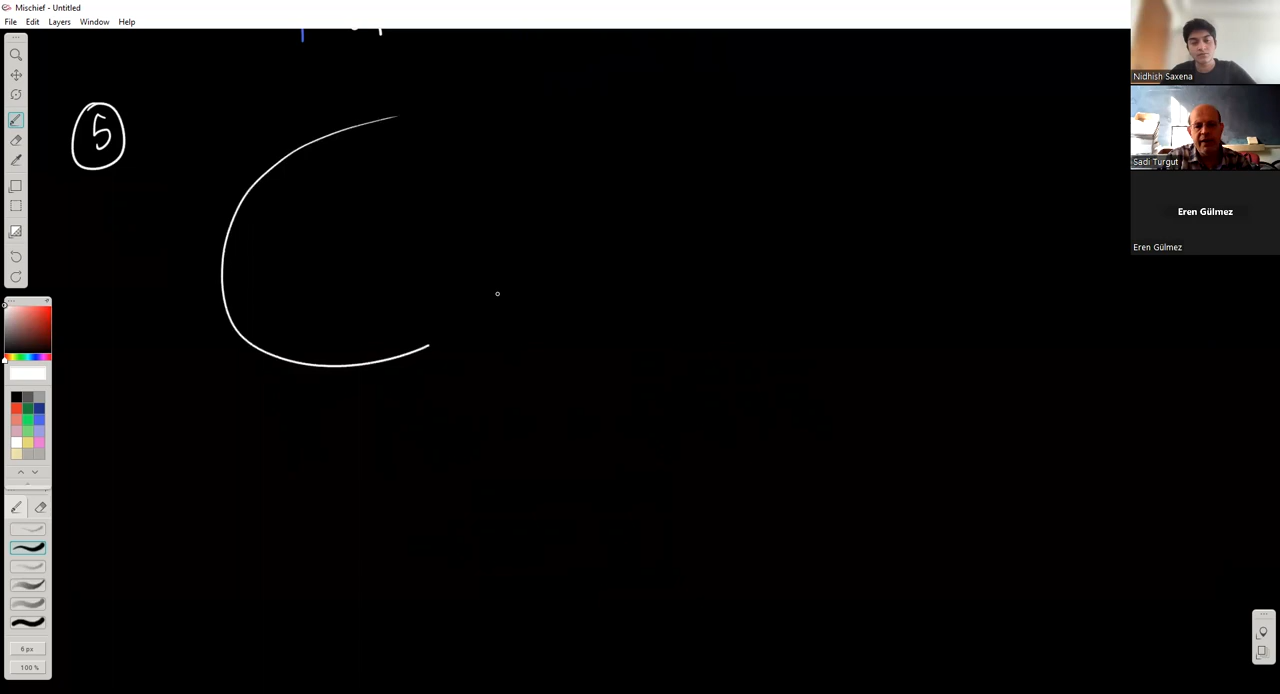 Mischief - Untitled
File Edit Layers Window Help
5
Nidhish Saxena
Sadi Turgut
Eren Gülmez
Eren Gülmez
6 px
100 %